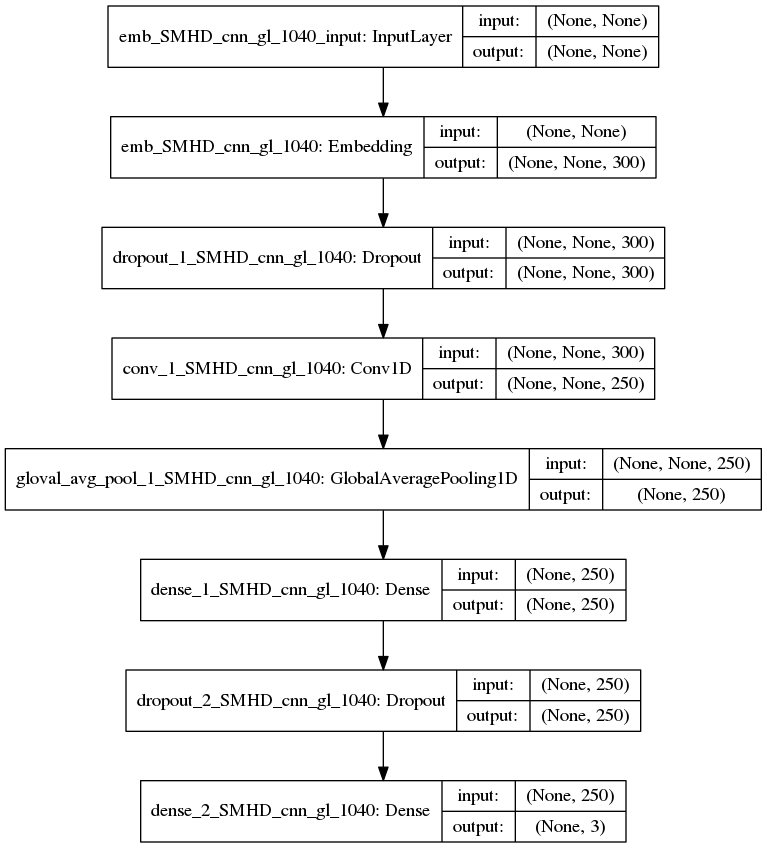 emb_SMHD_cnn_gl_1040_input: InputLayer
input: (None, None)
output: (None, None)
emb_SMHD_cnn_gl_1040: Embedding
input: (None, None)
output: (None, None, 300)
dropout_1_SMHD_cnn_gl_1040: Dropout
input: (None, None, 300)
output: (None, None, 300)
conv_1_SMHD_cnn_gl_1040: Conv1D
input: (None, None, 300)
output: (None, None, 250)
gloval_avg_pool_1_SMHD_cnn_gl_1040: GlobalAveragePooling1D
input: (None, None, 250)
output: (None, 250)
dense_1_SMHD_cnn_gl_1040: Dense
input: (None, 250)
output: (None, 250)
dropout_2_SMHD_cnn_gl_1040: Dropout
input: (None, 250)
output: (None, 250)
dense_2_SMHD_cnn_gl_1040: Dense
input: (None, 250)
output: (None, 3)